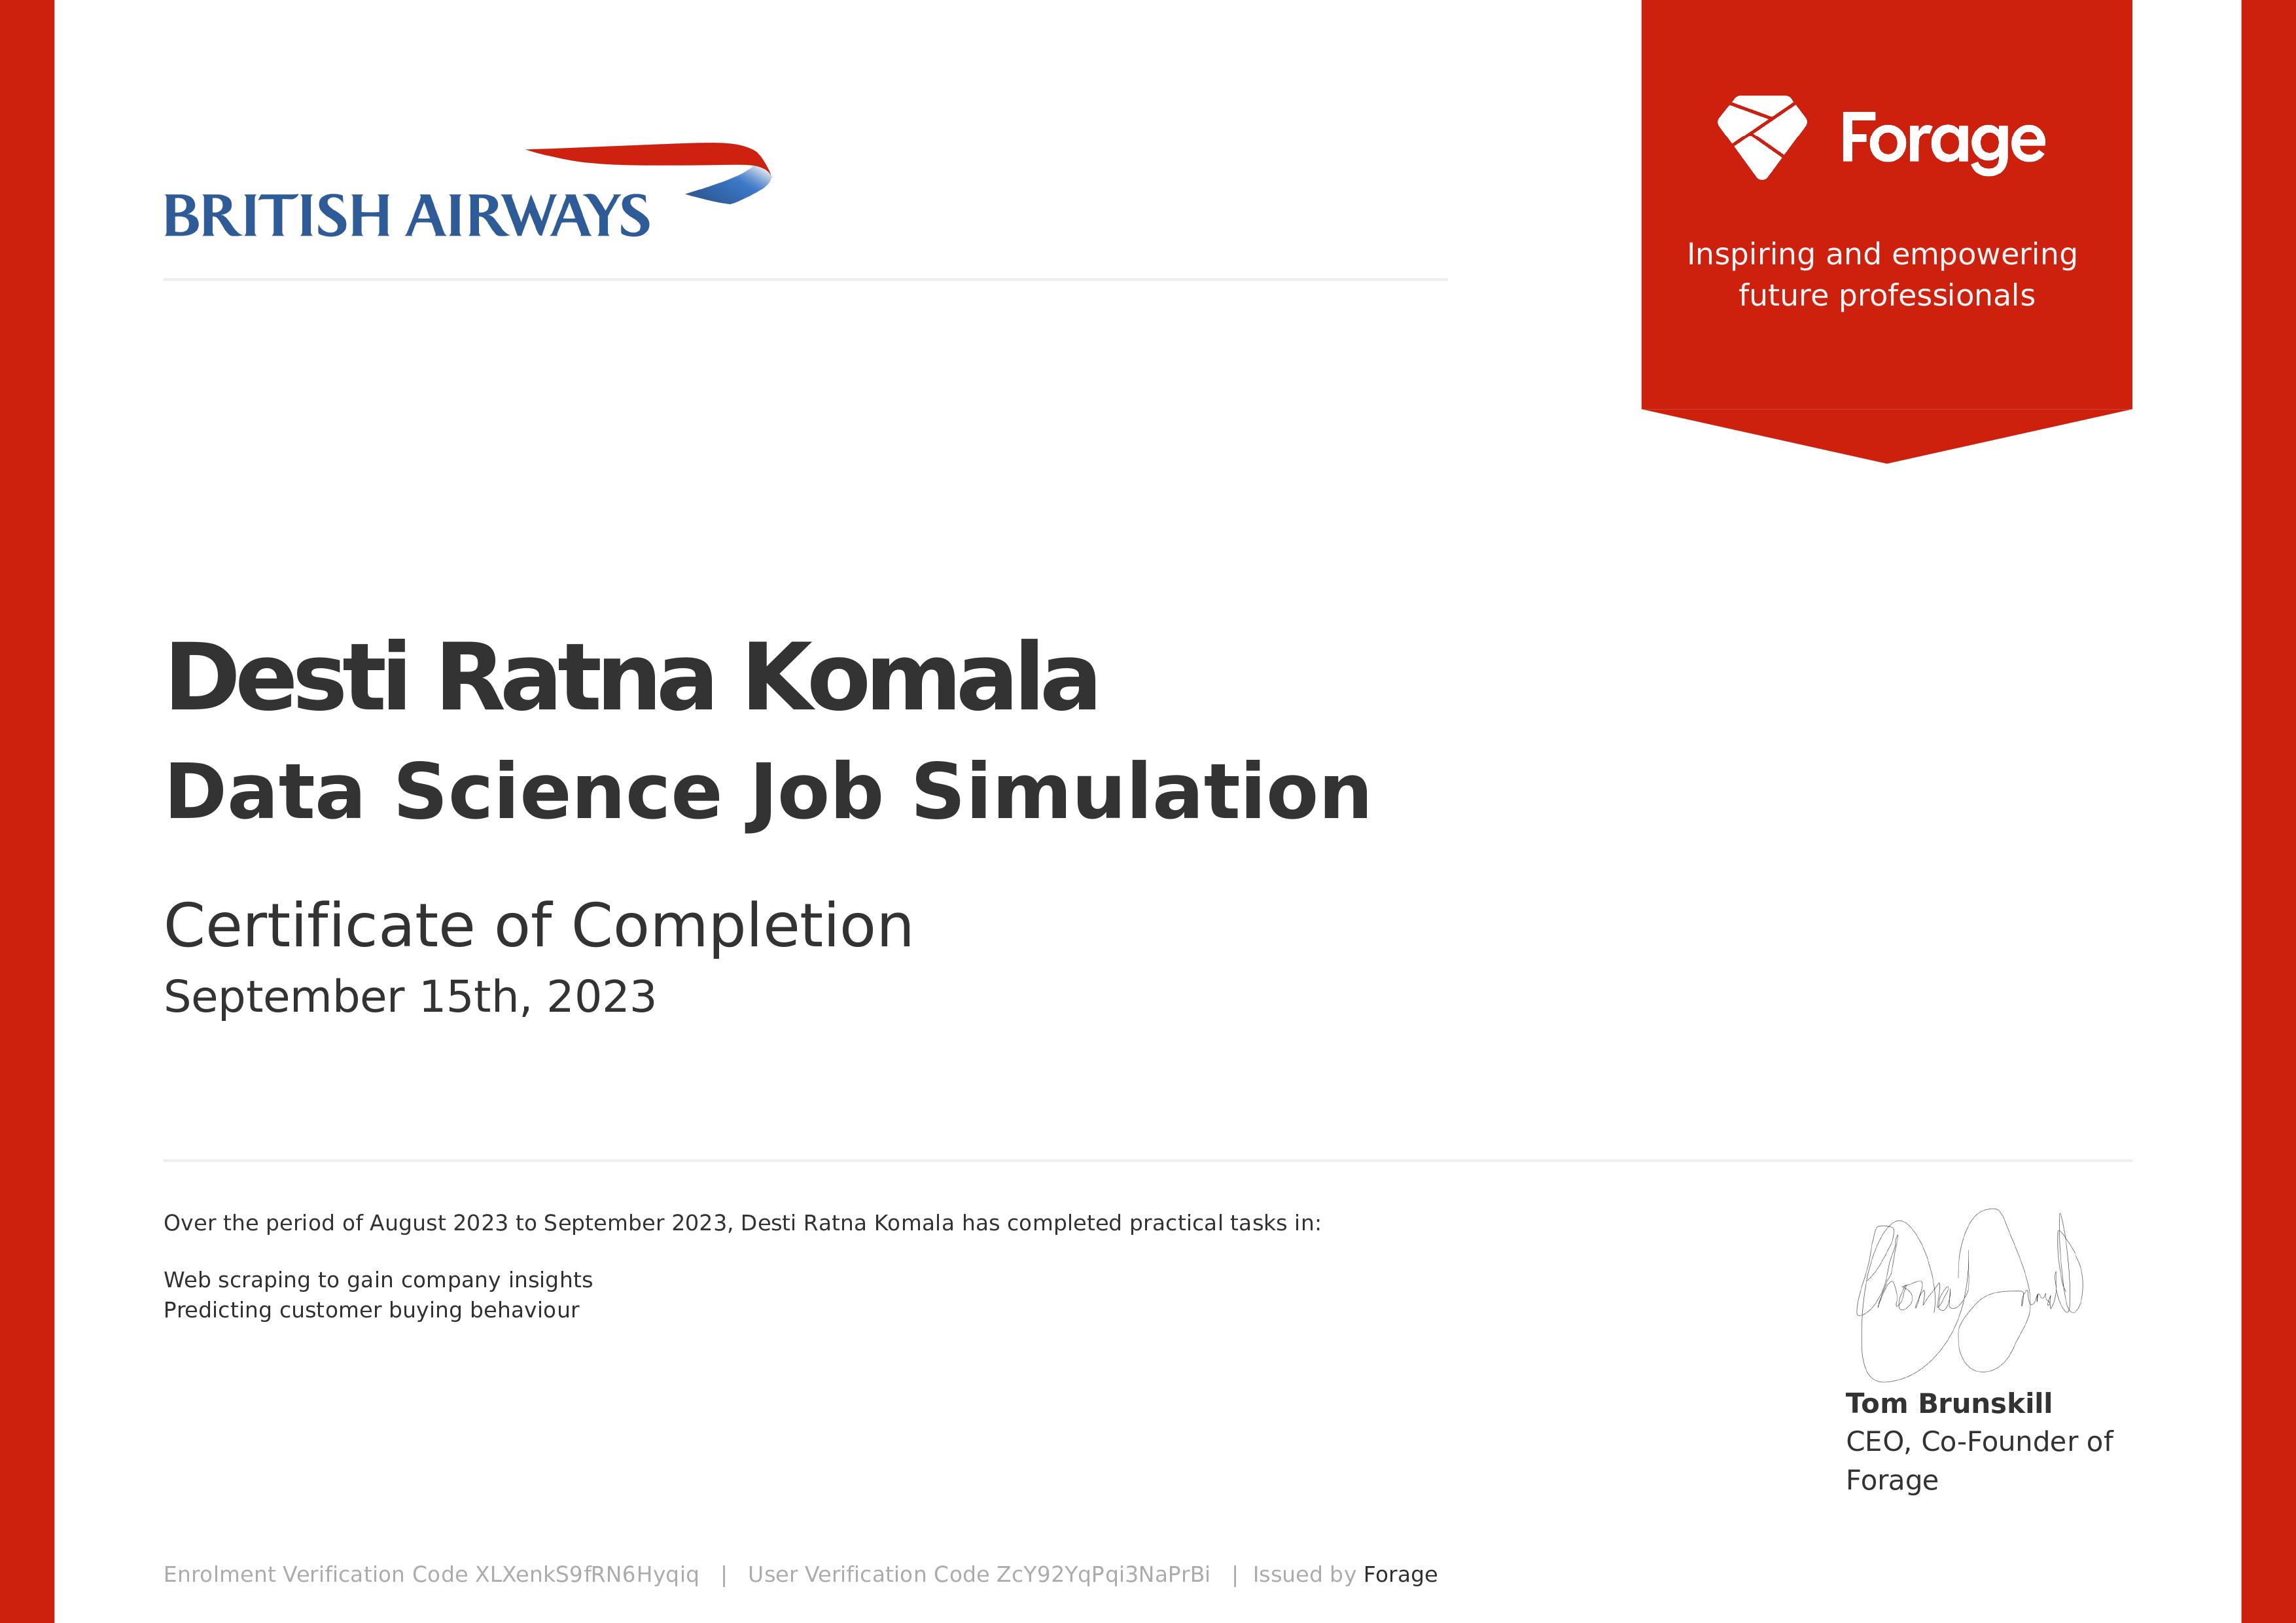 BRITISH AIRWAYS
Forage
Inspiring and empowering
future professionals
Desti Ratna Komala
Data Science Job Simulation
Certificate of Completion
September 15th, 2023
Over the period of August 2023 to September 2023, Desti Ratna Komala has completed practical tasks in:
Web scraping to gain company insights
Predicting customer buying behaviour
Tom Brunskill
CEO, Co-Founder of
Forage
Enrolment Verification Code XLXenkS9fRN6Hyqiq | User Verification Code ZcY92YqPqi3NaPrBi | Issued by Forage